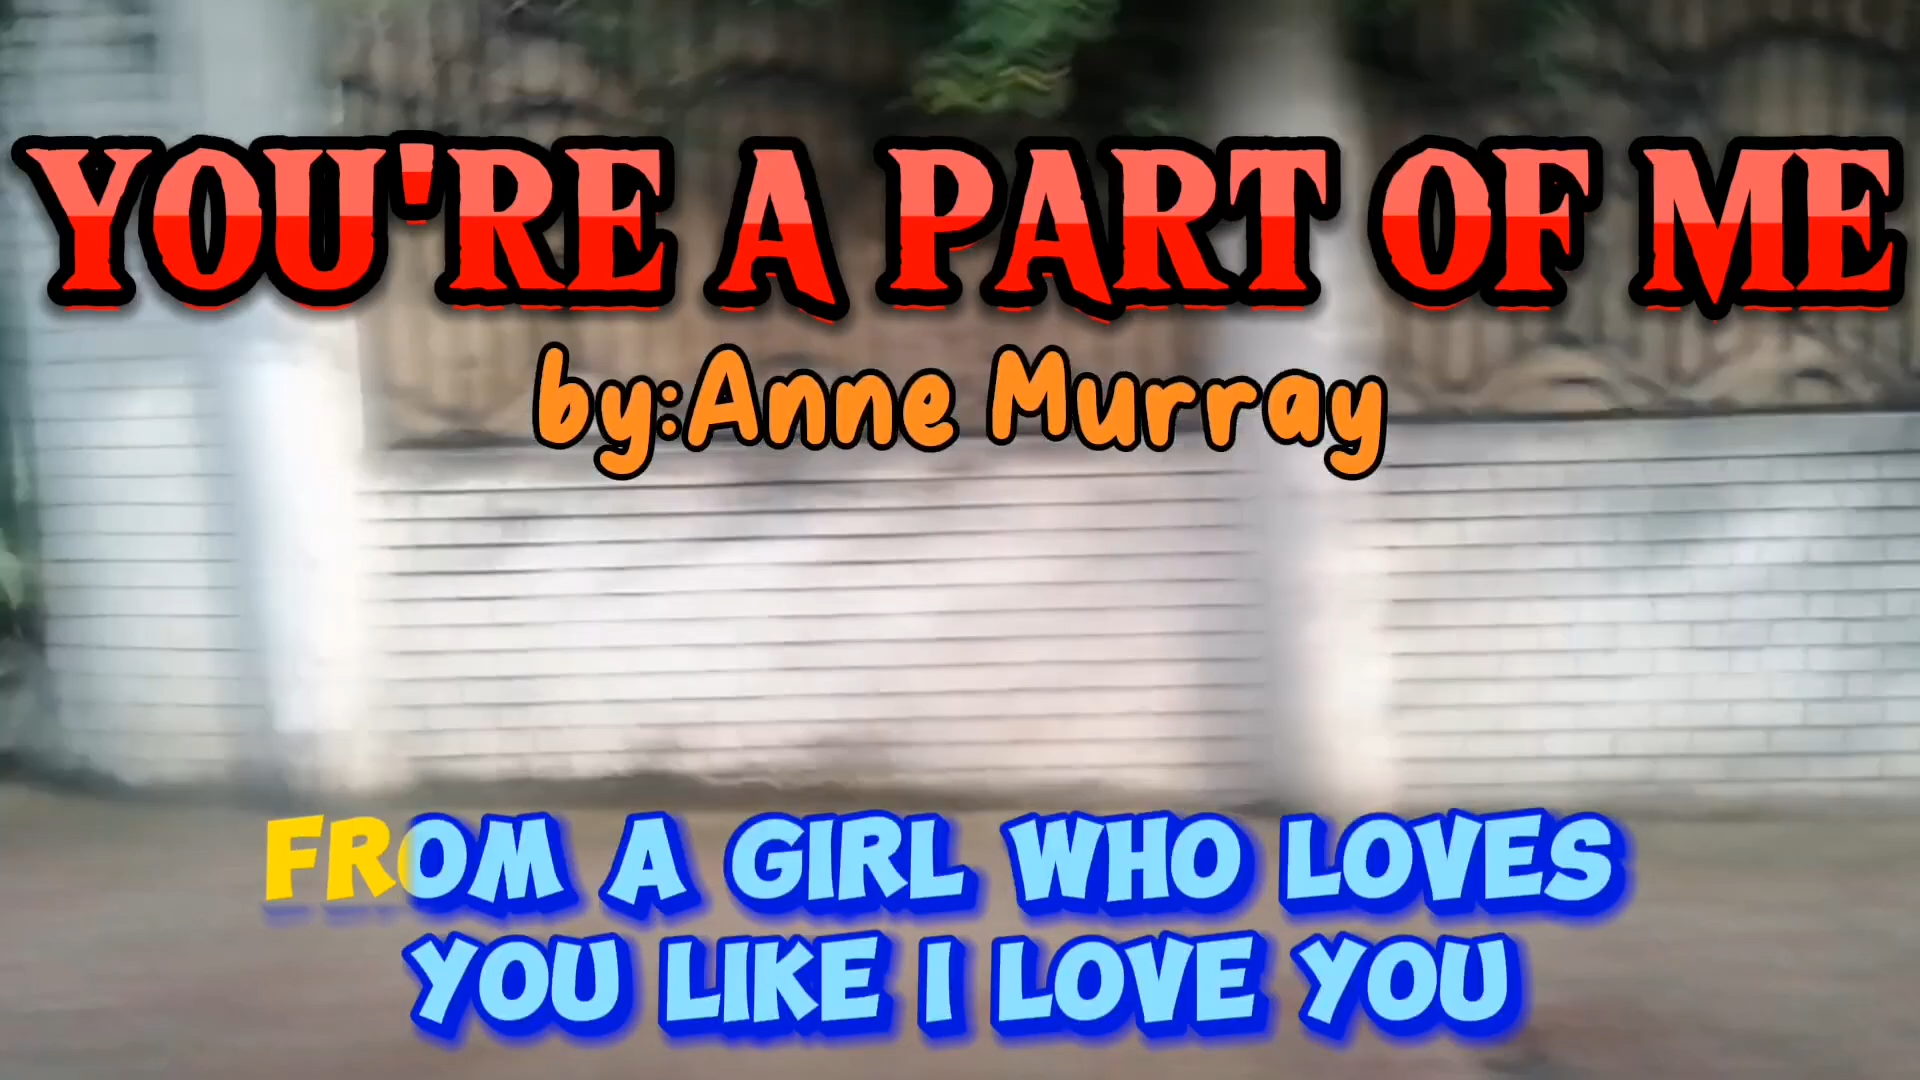 YOU'RE A PART OF ME
by:Anne Murray
FROM A GIRL WHO LOVES
YOU LIKE I LOVE YOU